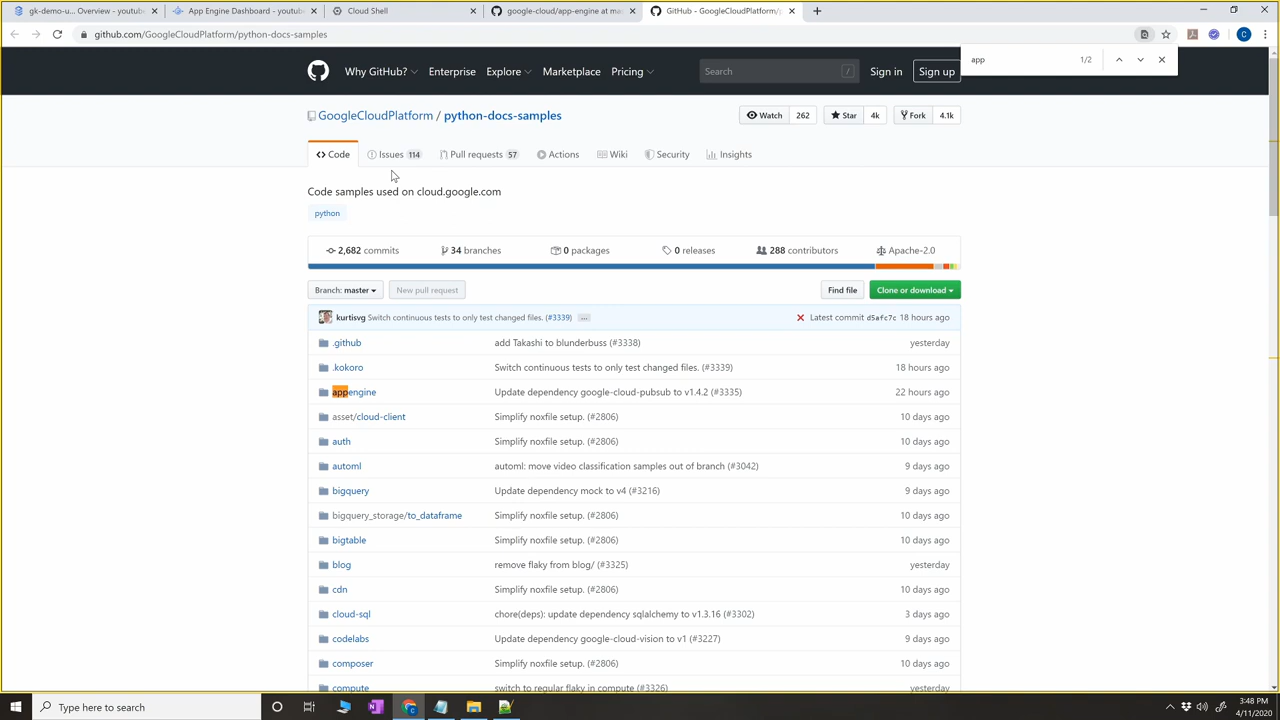 gk-demo-u... Overview - youtube
App Engine Dashboard - youtub
Cloud Shell
google-cloud/app-engine at ma
GitHub - GoogleCloudPlatform/p
github.com/GoogleCloudPlatform/python-docs-samples
C
app
1/2
Why GitHub?
Enterprise
Explore
Marketplace
Pricing
Search
/
Sign in
Sign up
GoogleCloudPlatform / python-docs-samples
Watch 262
Star 4k
Fork 4.1k
Code
Issues 114
Pull requests 57
Actions
Wiki
Security
Insights
Code samples used on cloud.google.com
python
2,682 commits
34 branches
0 packages
0 releases
288 contributors
Apache-2.0
Branch: master
New pull request
Find file
Clone or download
kurtisvg Switch continuous tests to only test changed files. (#3339) ...
Latest commit d5afc7c 18 hours ago
.github add Takashi to blunderbuss (#3338) yesterday
.kokoro Switch continuous tests to only test changed files. (#3339) 18 hours ago
appengine Update dependency google-cloud-pubsub to v1.4.2 (#3335) 22 hours ago
asset/cloud-client Simplify noxfile setup. (#2806) 10 days ago
auth Simplify noxfile setup. (#2806) 10 days ago
automl automl: move video classification samples out of branch (#3042) 9 days ago
bigquery Update dependency mock to v4 (#3216) 9 days ago
bigquery_storage/to_dataframe Simplify noxfile setup. (#2806) 10 days ago
bigtable Simplify noxfile setup. (#2806) 10 days ago
blog remove flaky from blog/ (#3325) yesterday
cdn Simplify noxfile setup. (#2806) 10 days ago
cloud-sql chore(deps): update dependency sqlalchemy to v1.3.16 (#3302) 3 days ago
codelabs Update dependency google-cloud-vision to v1 (#3227) 9 days ago
composer Simplify noxfile setup. (#2806) 10 days ago
compute switch to regular flaky in compute (#3326) yesterday
Type here to search
3:48 PM
4/11/2020